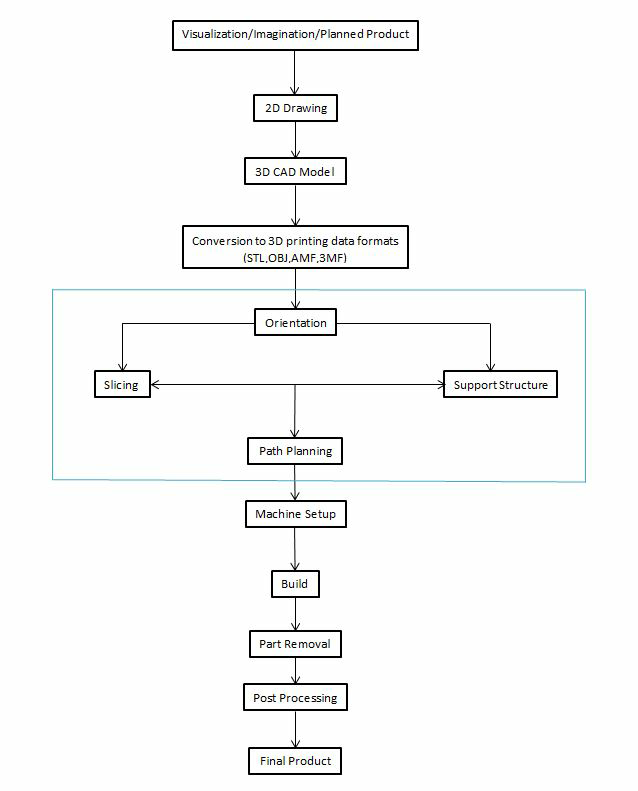 Visualization/Imagination/Planned Product
2D Drawing
3D CAD Model
Conversion to 3D printing data formats
(STL,OBJ,AMF,3MF)
Orientation
Slicing
Support Structure
Path Planning
Machine Setup
Build
Part Removal
Post Processing
Final Product